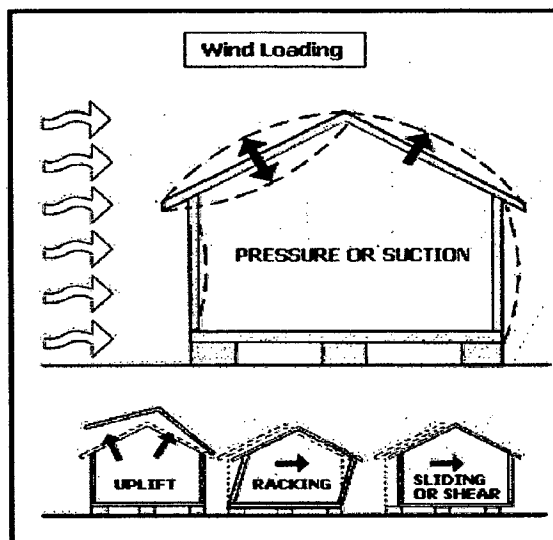 Wind Loading
PRESSURE OR SUCTION
UPLIFT
RACKING
SLIDING
OR SHEAR